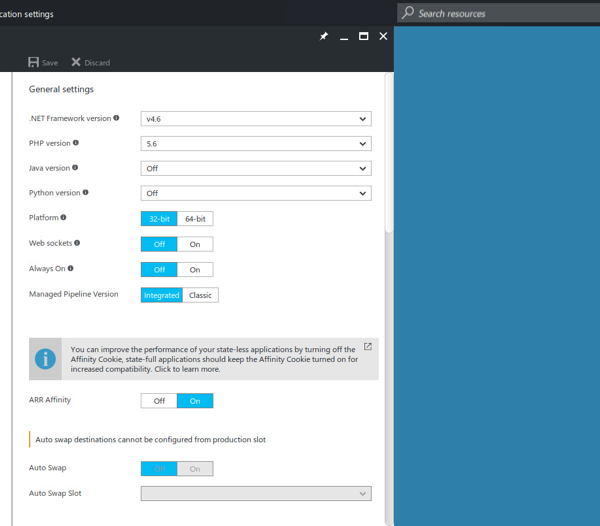 cation settings
Search resources
Save Discard
General settings
.NET Framework version v4.6
PHP version 5.6
Java version Off
Python version Off
Platform 32-bit 64-bit
Web sockets Off On
Always On Off On
Managed Pipeline Version Integrated Classic
You can improve the performance of your state-less applications by turning off the
Affinity Cookie, state-full applications should keep the Affinity Cookie turned on for
increased compatibility. Click to learn more.
ARR Affinity Off On
Auto swap destinations cannot be configured from production slot
Auto Swap Off On
Auto Swap Slot